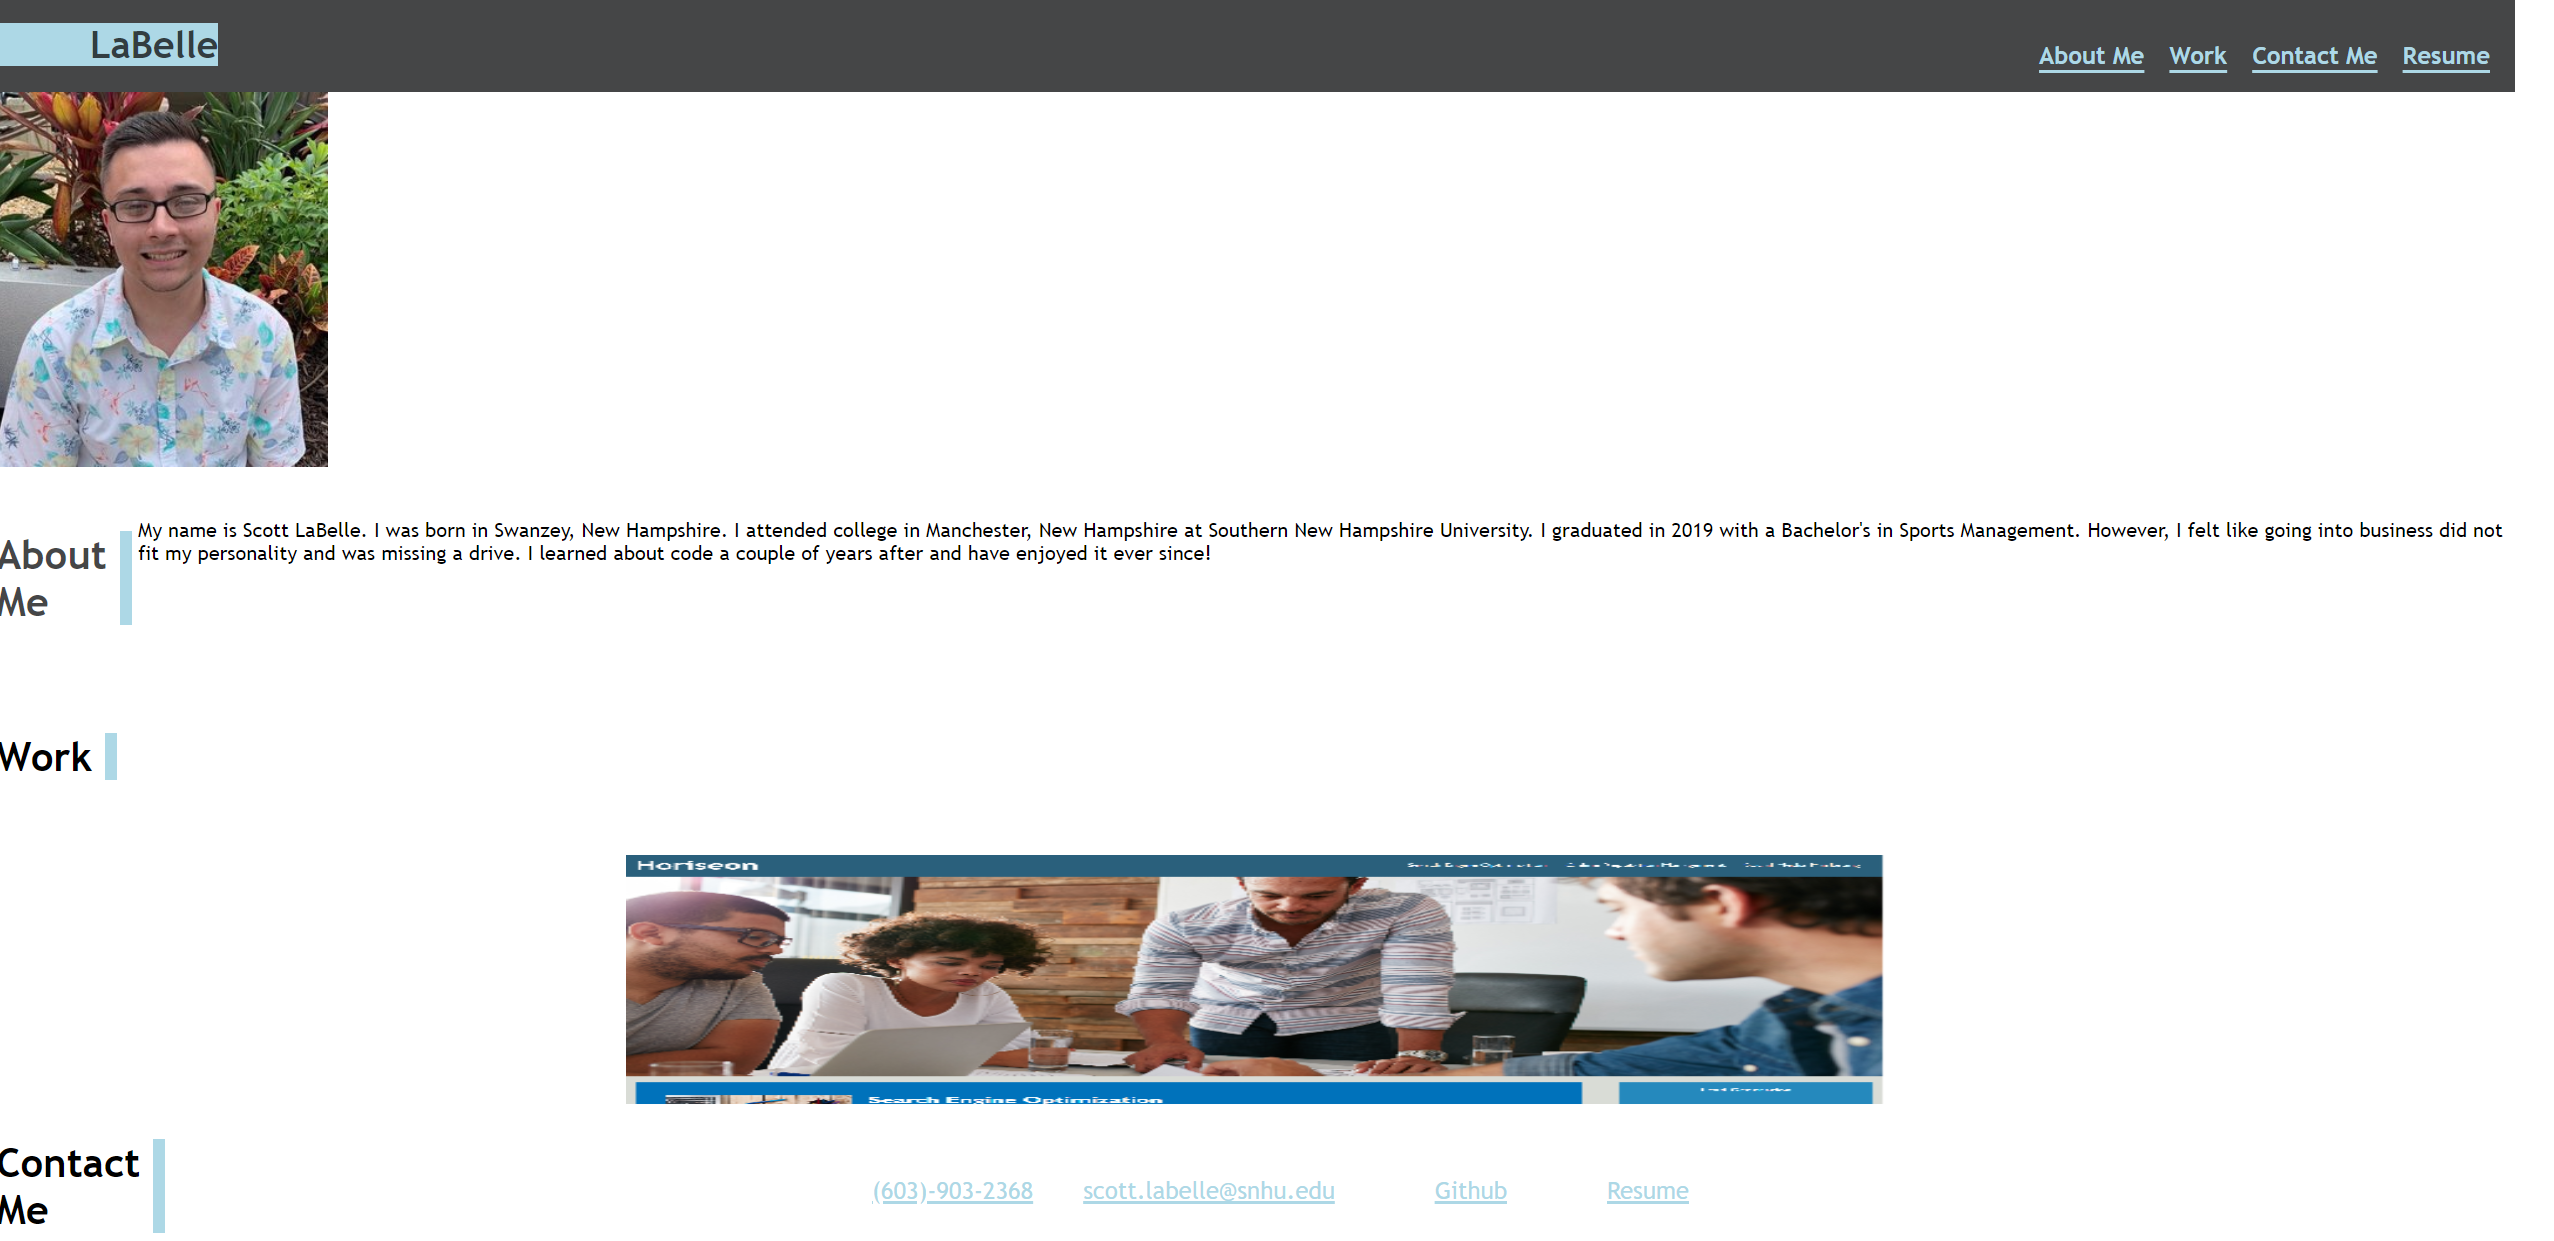 LaBelle
About Me Work Contact Me Resume
About
Me
My name is Scott LaBelle. I was born in Swanzey, New Hampshire. I attended college in Manchester, New Hampshire at Southern New Hampshire University. I graduated in 2019 with a Bachelor's in Sports Management. However, I felt like going into business did not
fit my personality and was missing a drive. I learned about code a couple of years after and have enjoyed it ever since!
Work
Horiseon
Search Engine Optimization
Contact
Me
(603)-903-2368 scott.labelle@snhu.edu Github Resume